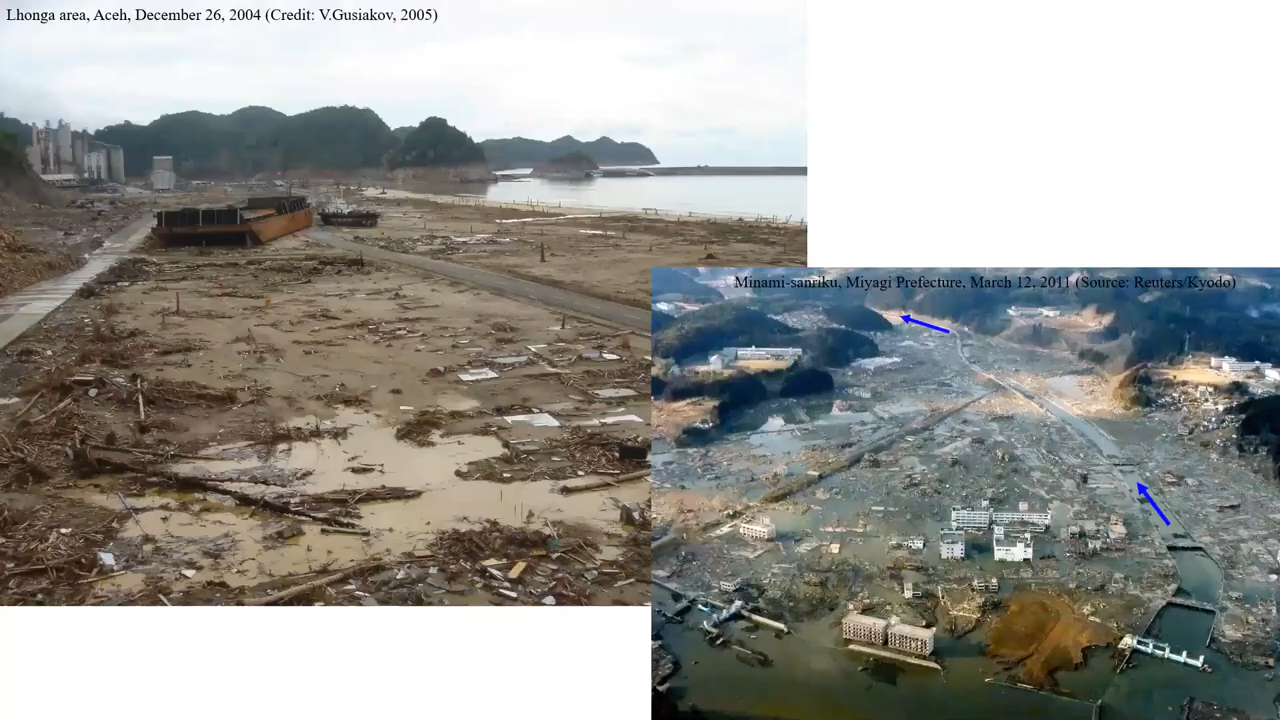 Lhonga area, Aceh, December 26, 2004 (Credit: V.Gusiakov, 2005)
Minami-sanriku, Miyagi Prefecture, March 12, 2011 (Source: Reuters/Kyodo)